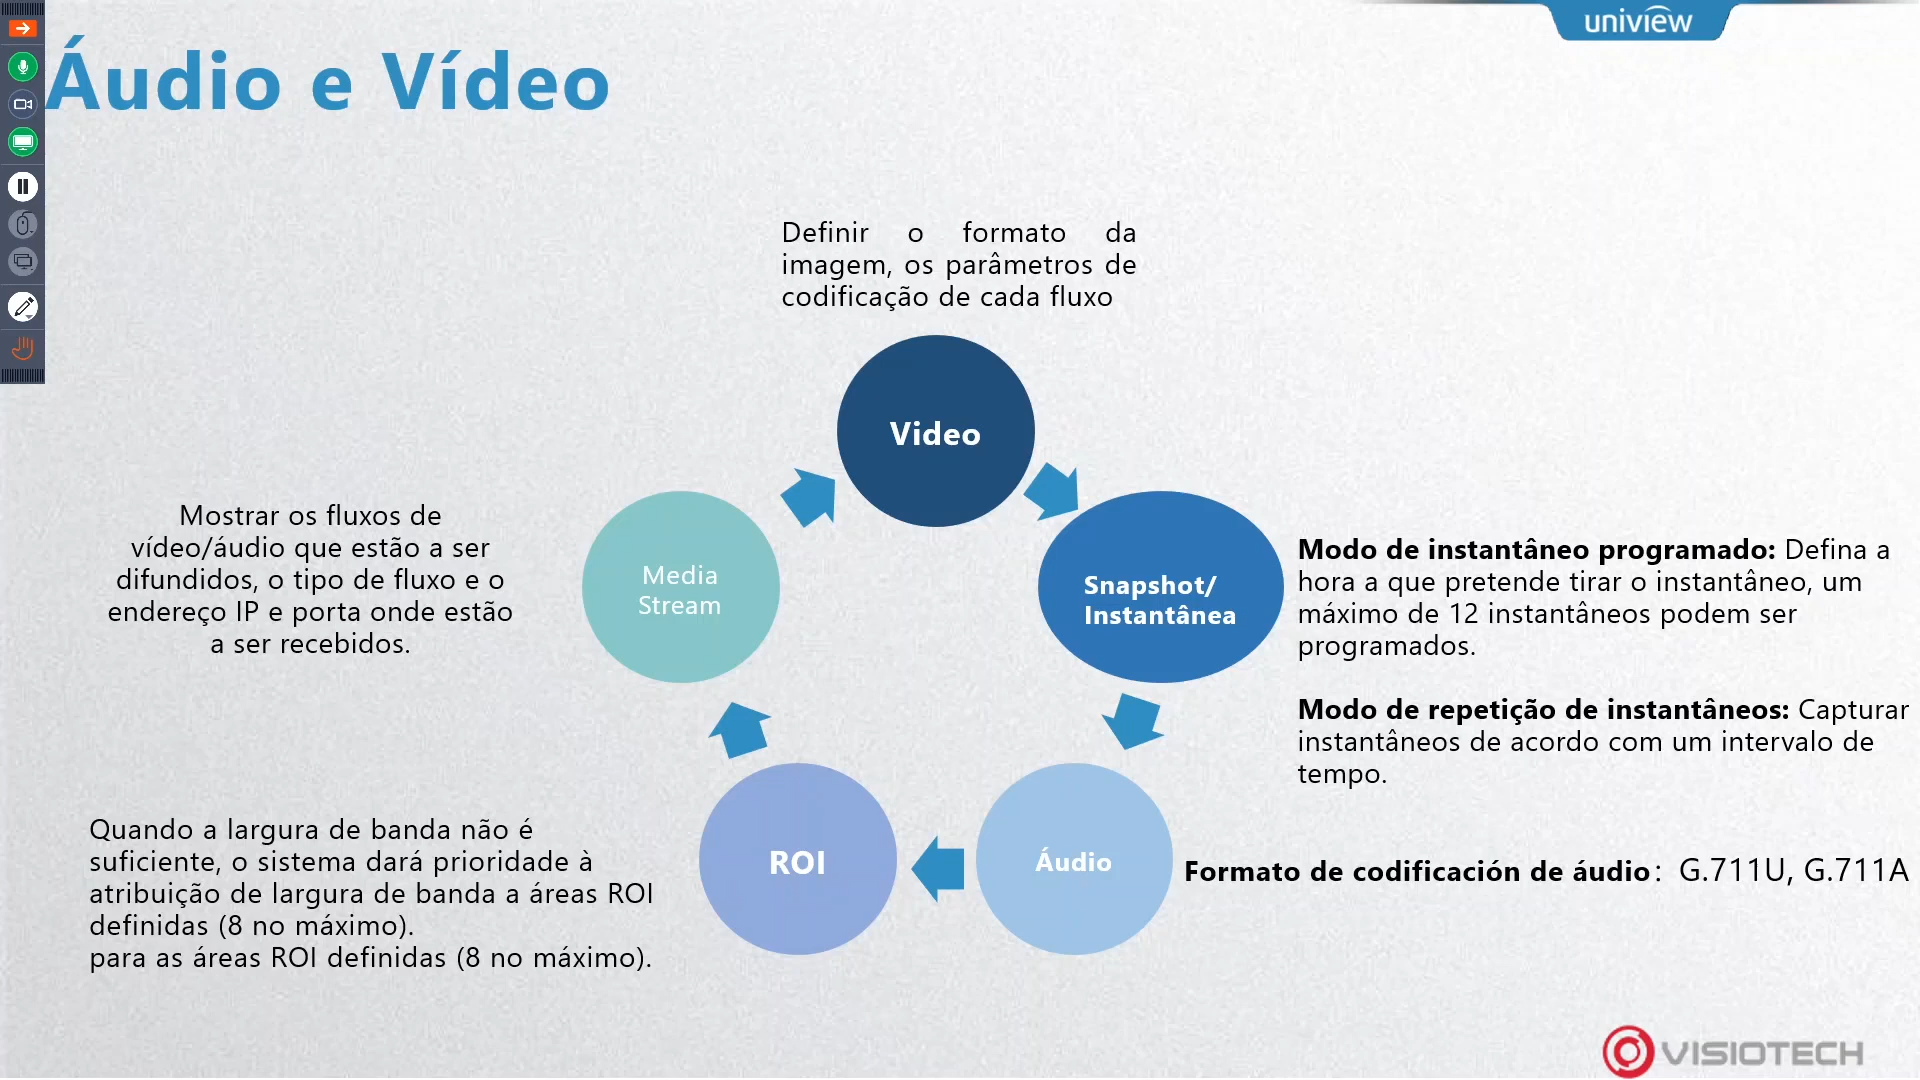 uniview
Áudio e Vídeo
Definir o formato da
imagem, os parâmetros de
codificação de cada fluxo
Video
Mostrar os fluxos de
vídeo/áudio que estão a ser
difundidos, o tipo de fluxo e o
endereço IP e porta onde estão
a ser recebidos.
Media
Stream
Snapshot/
Instantânea
Modo de instantâneo programado: Defina a
hora a que pretende tirar o instantâneo, um
máximo de 12 instantâneos podem ser
programados.
Modo de repetição de instantâneos: Capturar
instantâneos de acordo com um intervalo de
tempo.
Quando a largura de banda não é
suficiente, o sistema dará prioridade à
atribuição de largura de banda a áreas ROI
definidas (8 no máximo).
para as áreas ROI definidas (8 no máximo).
ROI
Áudio
Formato de codificación de áudio: G.711U, G.711A
VISIOTECH